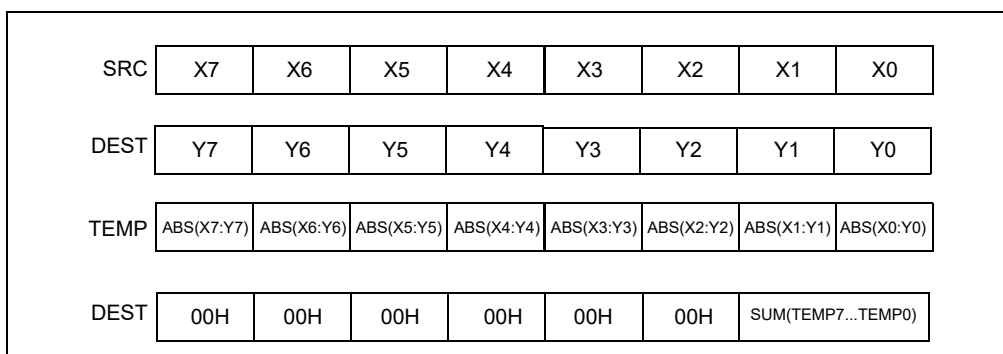 SRC X7 X6 X5 X4 X3 X2 X1 X0
DEST Y7 Y6 Y5 Y4 Y3 Y2 Y1 Y0
TEMP ABS(X7:Y7) ABS(X6:Y6) ABS(X5:Y5) ABS(X4:Y4) ABS(X3:Y3) ABS(X2:Y2) ABS(X1:Y1) ABS(X0:Y0)
DEST 00H 00H 00H 00H 00H 00H SUM(TEMP7...TEMP0)